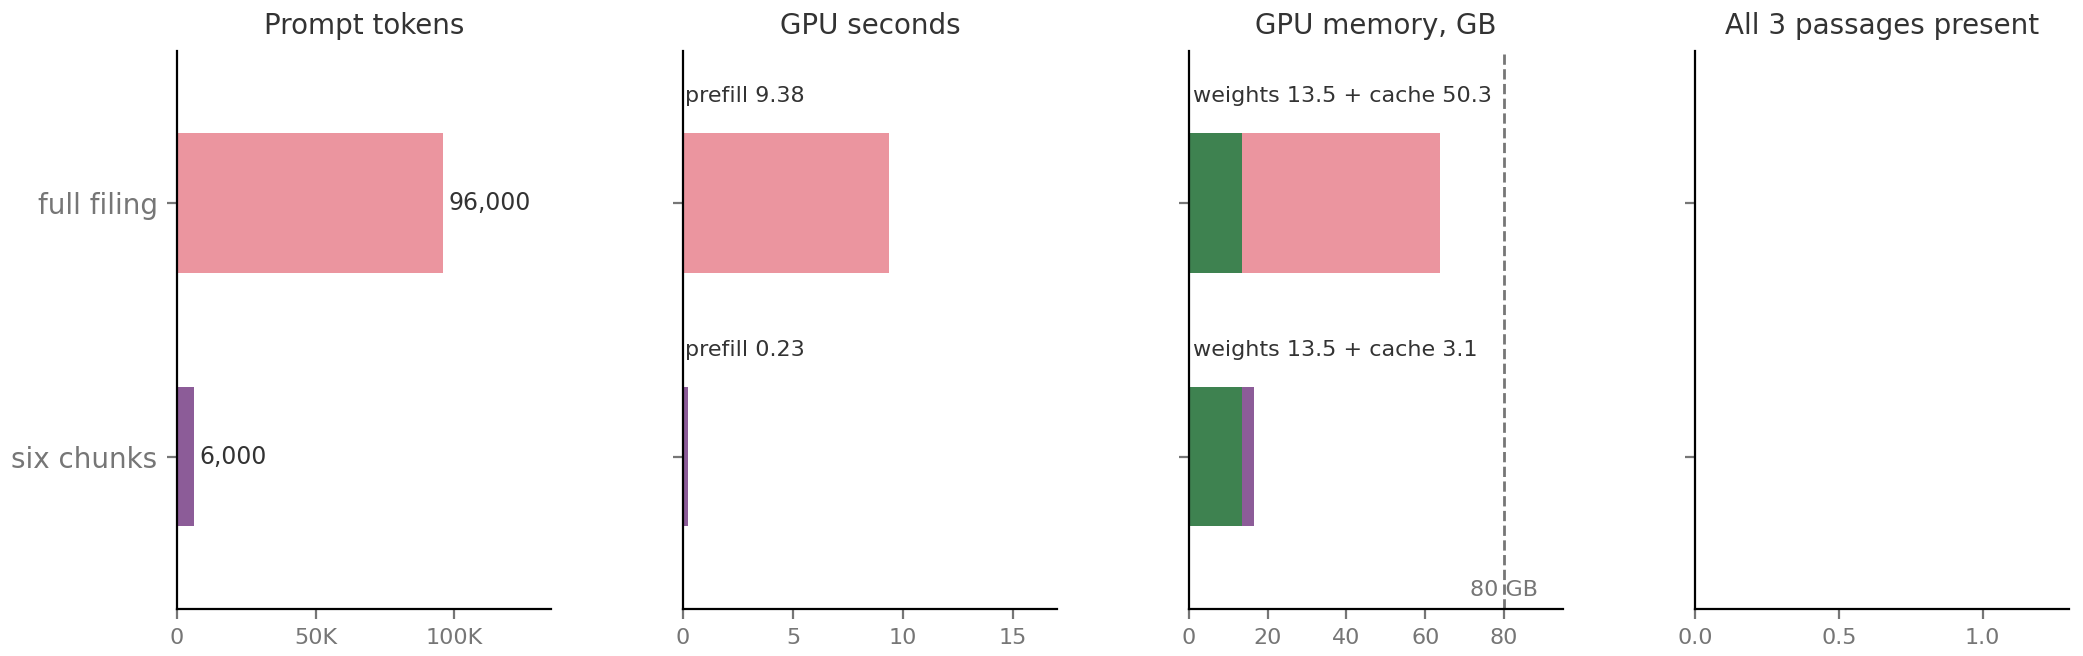 Prompt tokens
GPU seconds
GPU memory, GB
All 3 passages present
prefill 9.38
weights 13.5 + cache 50.3
full filing
96,000
prefill 0.23
weights 13.5 + cache 3.1
six chunks
6,000
80 GB
0 50K 100K
0 5 10 15
0 20 40 60 80
0.0 0.5 1.0